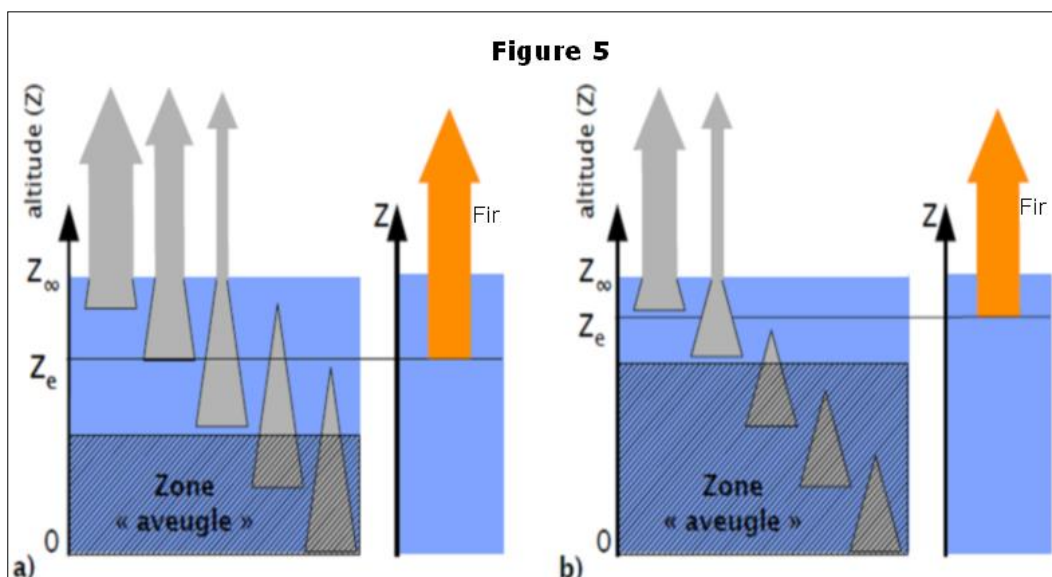 Figure 5
altitude (Z)
Z∞
Ze
0
Zone
« aveugle »
a)
Z
Fir
altitude (Z)
Z∞
Ze
0
Zone
« aveugle »
b)
Z
Fir